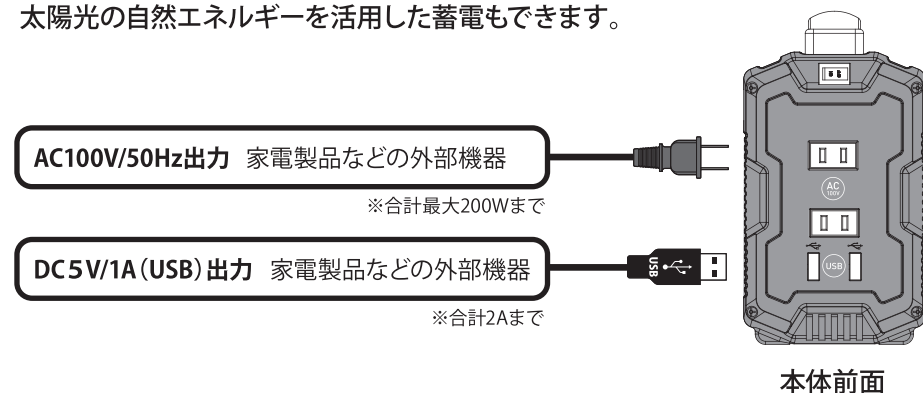 太陽光の自然エネルギーを活用した蓄電もできます。
AC100V/50Hz出力 家電製品などの外部機器
※合計最大200Wまで
DC5V/1A（USB）出力 家電製品などの外部機器
※合計2Aまで
USB
AC
100V
USB
本体前面